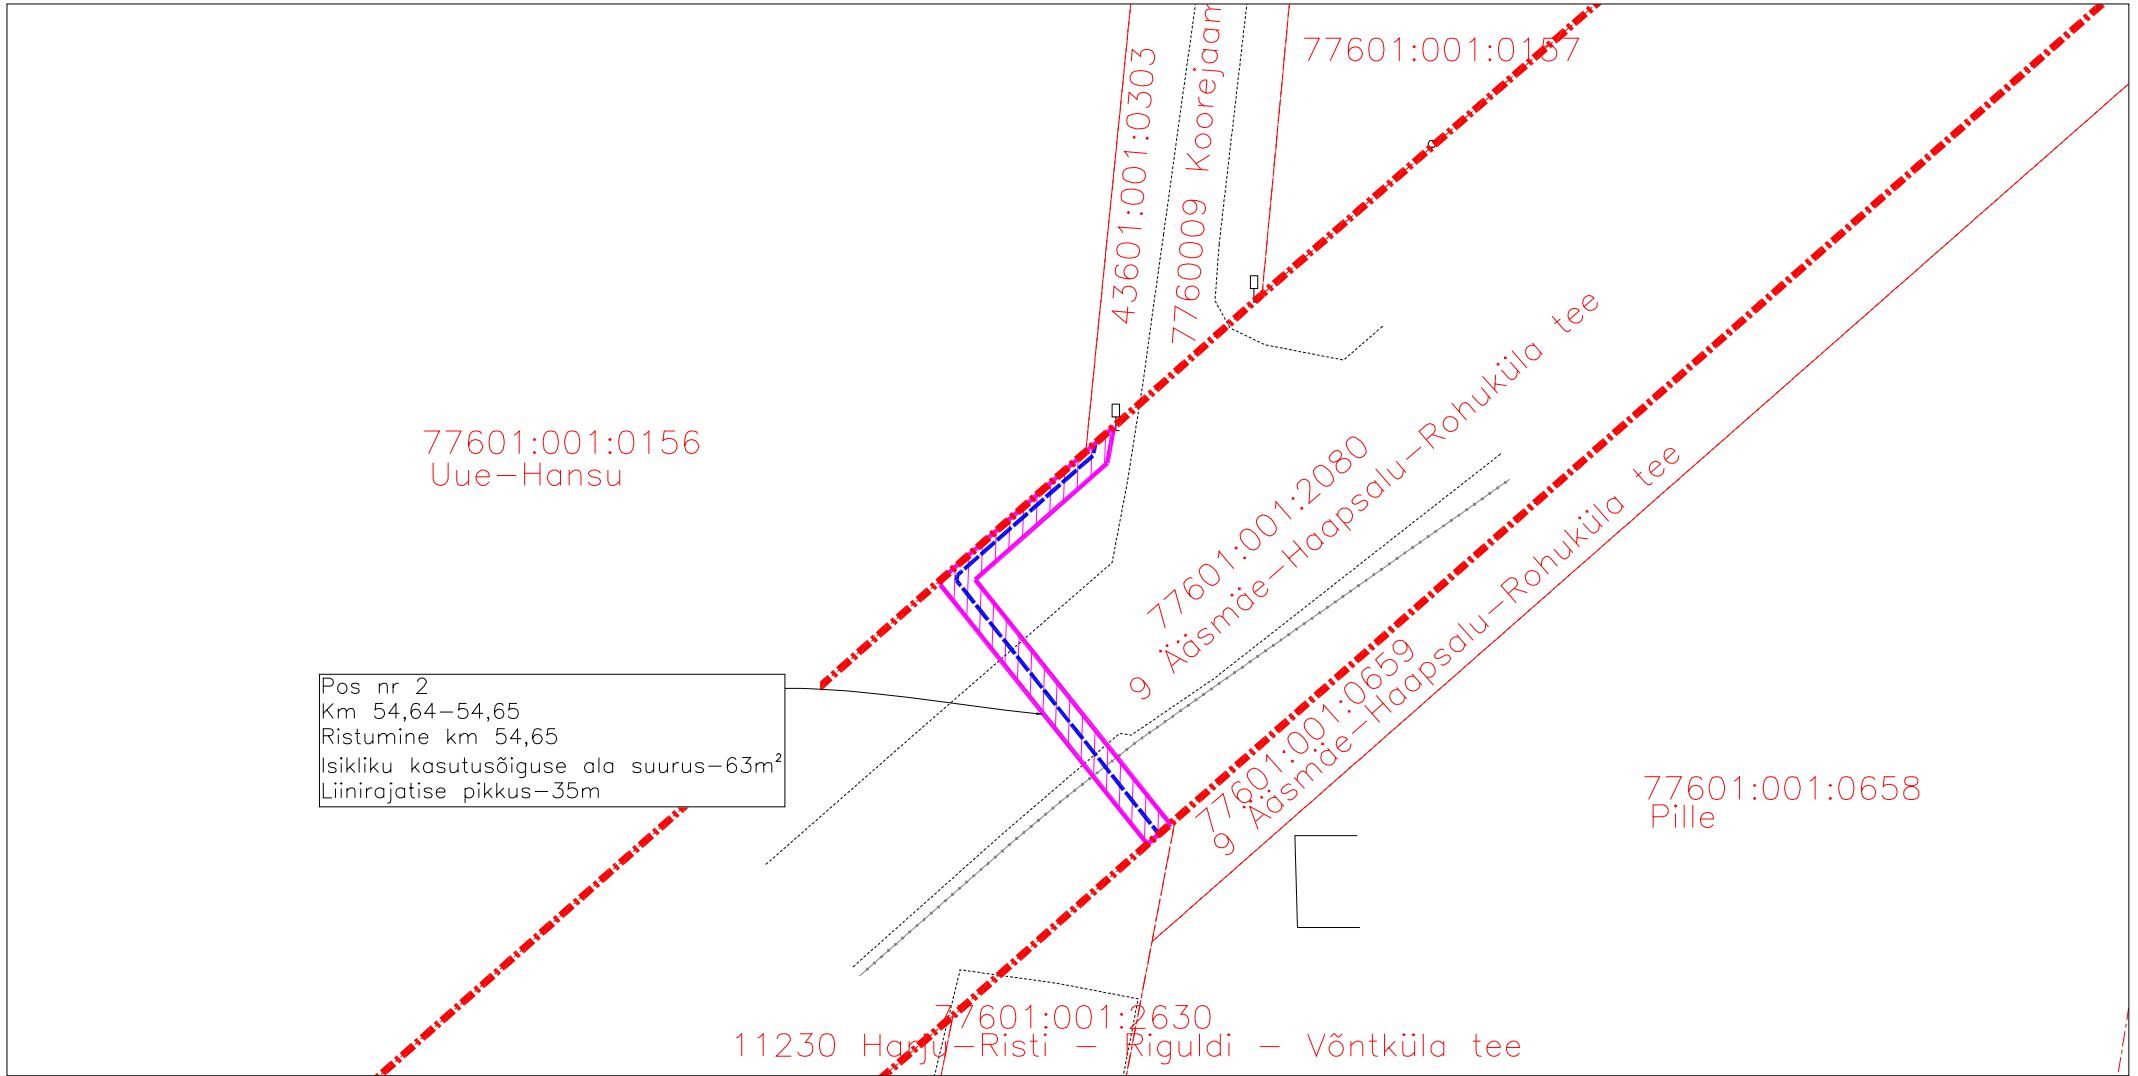 77601:001:0157
43601:001:0303
7760009 Koorejaam
77601:001:0156
Uue-Hansu
77601:001:2080
9 Ääsmäe-Haapsalu-Rohuküla tee
77601:001:0659
9 Ääsmäe-Haapsalu-Rohuküla tee
Pos nr 2
Km 54,64-54,65
Ristumine km 54,65
Isikliku kasutusõiguse ala suurus-63m²
Liinirajatise pikkus-35m
77601:001:0658
Pille
77601:001:2630
11230 Harju-Risti - Riguldi - Võntküla tee